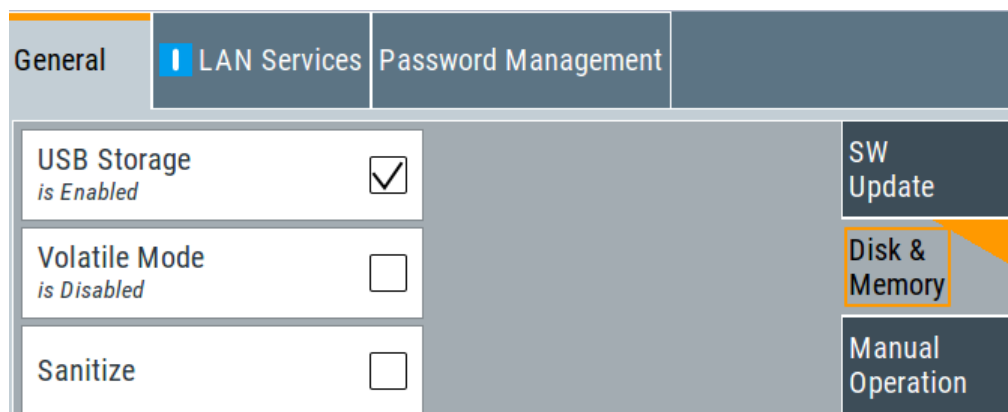 General
LAN Services
Password Management
USB Storage
is Enabled
Volatile Mode
is Disabled
Sanitize
SW
Update
Disk &
Memory
Manual
Operation